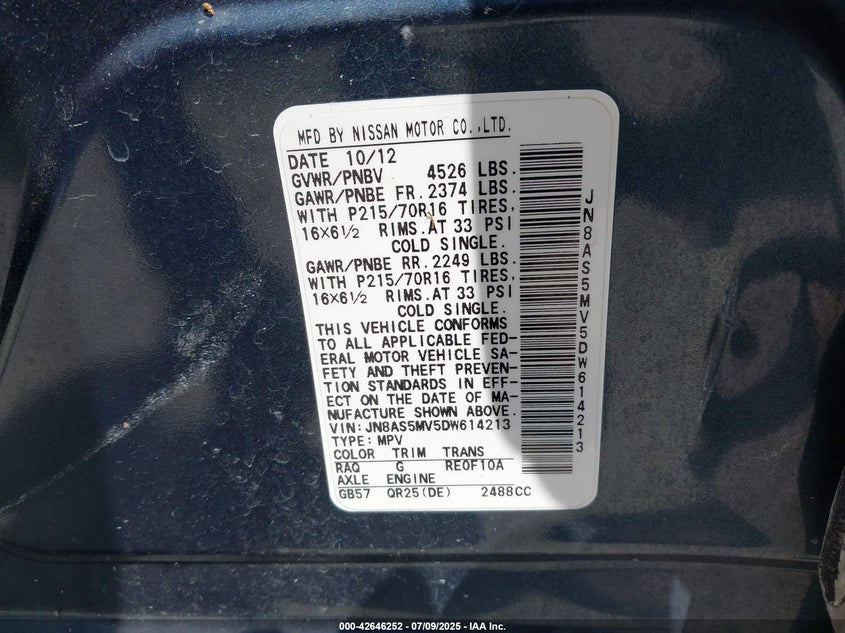 MFD BY NISSAN MOTOR CO.,LTD.
DATE 10/12
GVWR/PNBV 4526 LBS.
GAWR/PNBE FR.2374 LBS.
WITH P215/70R16 TIRES,
16X6½ RIMS.AT 33 PSI
COLD SINGLE.
GAWR/PNBE RR.2249 LBS.
WITH P215/70R16 TIRES,
16X6½ RIMS.AT 33 PSI
COLD SINGLE.
THIS VEHICLE CONFORMS
TO ALL APPLICABLE FED-
ERAL MOTOR VEHICLE SA-
FETY AND THEFT PREVEN-
TION STANDARDS IN EFF-
ECT ON THE DATE OF MA-
NUFACTURE SHOWN ABOVE.
VIN:JN8AS5MV5DW614213
TYPE:MPV
COLOR TRIM TRANS
RAQ G RE0F10A
AXLE ENGINE
GB57 QR25(DE) 2488CC
JN8AS5MV5DW614213
000-42646252 - 07/09/2025 - IAA Inc.